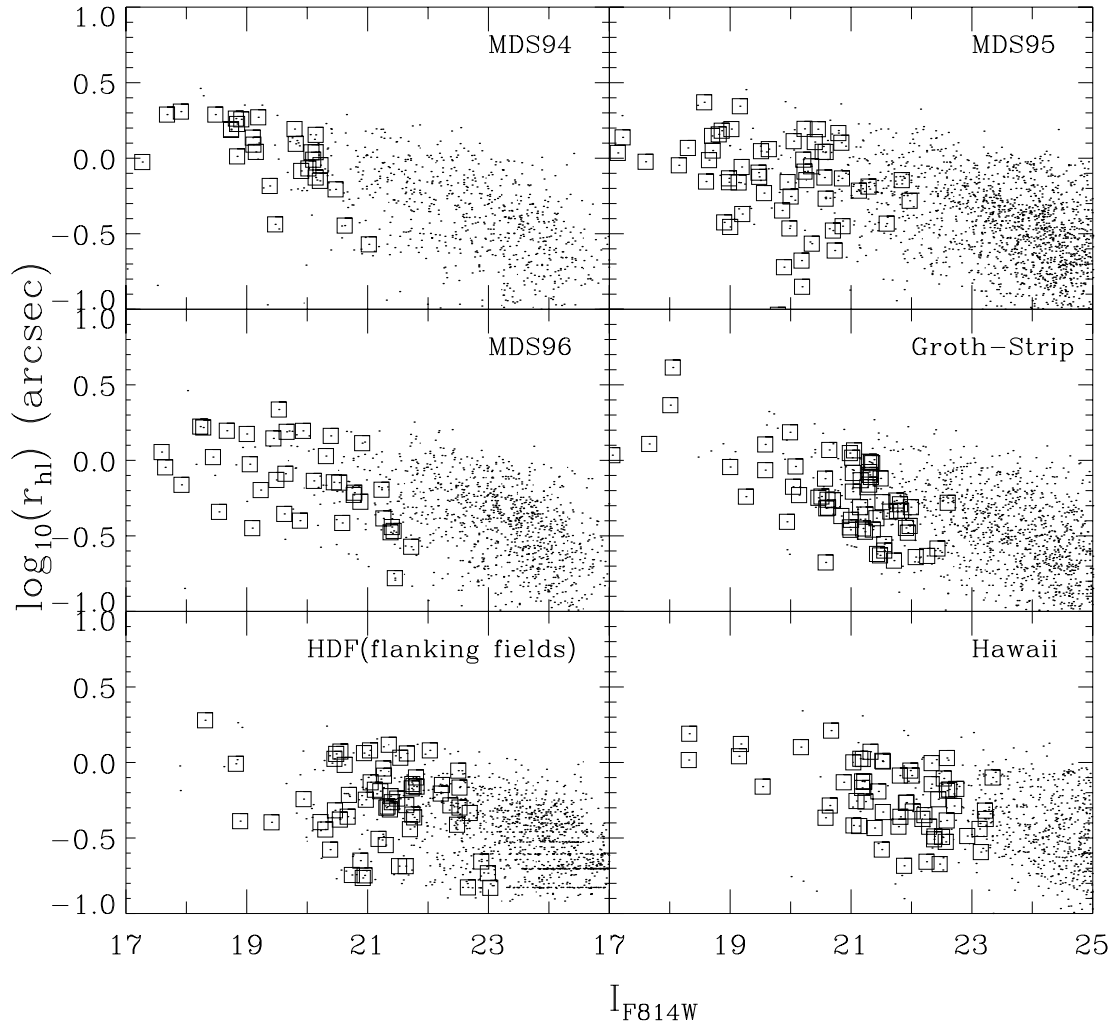 1.0
MDS94
MDS95
0.5
0.0
−0.5
−1.0
1.0
MDS96
Groth−Strip
0.5
0.0
−0.5
−1.0
1.0
HDF(flanking fields)
Hawaii
0.5
0.0
−0.5
−1.0
17 19 21 23 17 19 21 23 25
log10(rhl) (arcsec)
IF814W